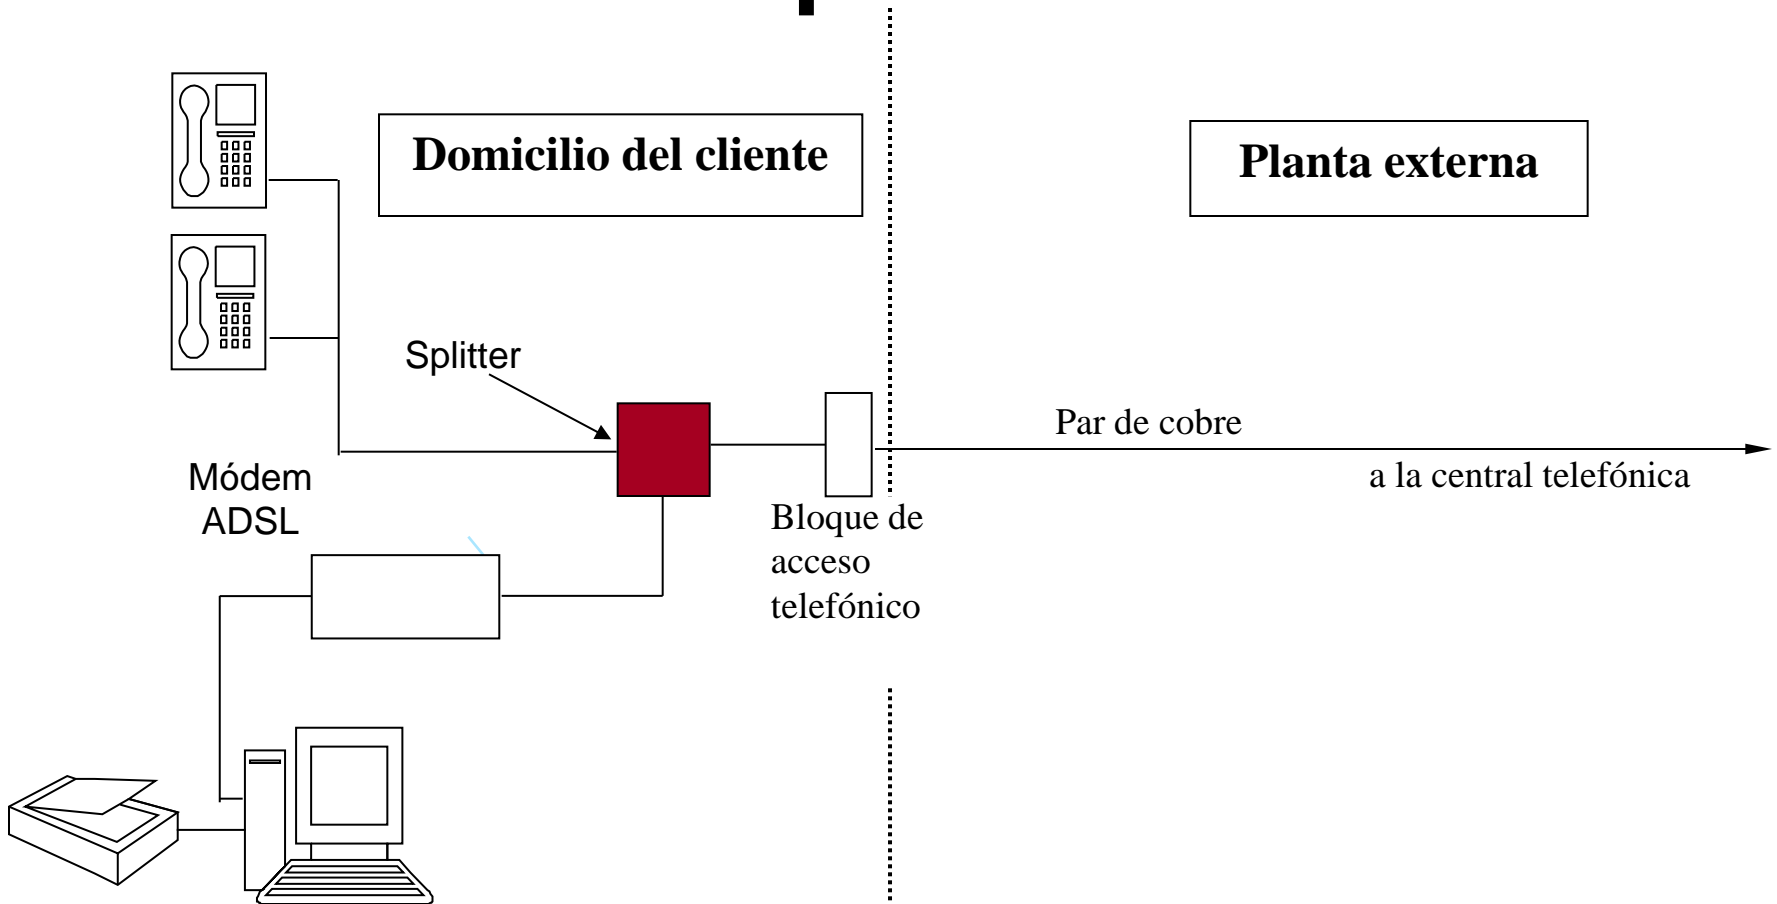 Domicilio del cliente
Planta externa
Splitter
Par de cobre
a la central telefónica
Módem
ADSL
Bloque de
acceso
telefónico